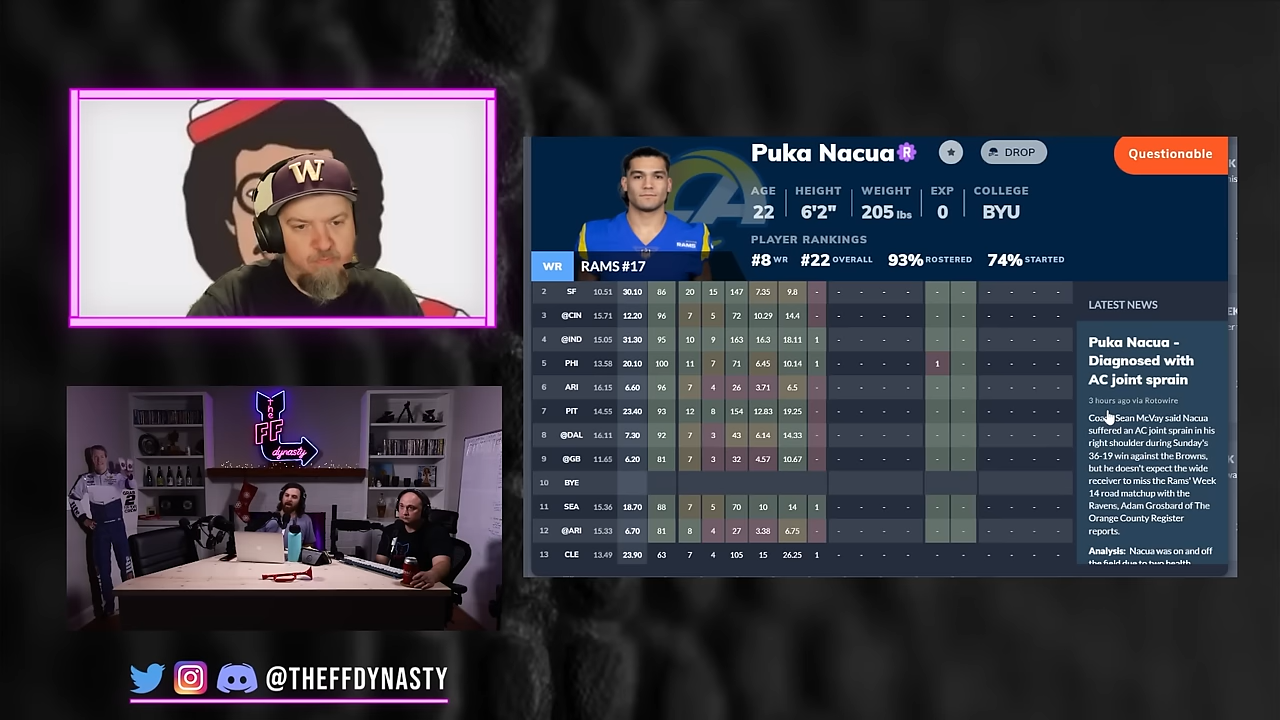 W
the
FF
dynasty
@THEFFDYNASTY
Puka Nacua R
DROP
Questionable
AGE HEIGHT WEIGHT EXP COLLEGE
22 6'2" 205 lbs 0 BYU
PLAYER RANKINGS
#8 WR #22 OVERALL 93% ROSTERED 74% STARTED
WR RAMS #17
2 SF 10.51 30.10 86 20 15 147 7.35 9.8 - - - - - - - - - - -
3 @CIN 15.71 12.20 96 7 5 72 10.29 14.4 - - - - - - - - - - -
4 @IND 15.05 31.30 95 10 9 163 16.3 18.11 1 - - - - - - - - - -
5 PHI 13.58 20.10 100 11 7 71 6.45 10.14 1 - - - - 1 - - - - -
6 ARI 16.15 6.60 96 7 4 26 3.71 6.5 - - - - - - - - - - -
7 PIT 14.55 23.40 93 12 8 154 12.83 19.25 - - - - - - - - - - -
8 @DAL 16.11 7.30 92 7 3 43 6.14 14.33 - - - - - - - - - - -
9 @GB 11.65 6.20 81 7 3 32 4.57 10.67 - - - - - - - - - - -
10 BYE
11 SEA 15.36 18.70 88 7 5 70 10 14 1 - - - - - - - - - -
12 @ARI 15.33 6.70 81 8 4 27 3.38 6.75 - - - - - - - - - - -
13 CLE 13.49 23.90 63 7 4 105 15 26.25 1 - - - - - - - - - -
LATEST NEWS
Puka Nacua -
Diagnosed with
AC joint sprain
3 hours ago via Rotowire
Coach Sean McVay said Nacua
suffered an AC joint sprain in his
right shoulder during Sunday's
36-19 win against the Browns,
but he doesn't expect the wide
receiver to miss the Rams' Week
14 road matchup with the
Ravens, Adam Grosbard of The
Orange County Register
reports.
Analysis: Nacua was on and off
the field due to two health